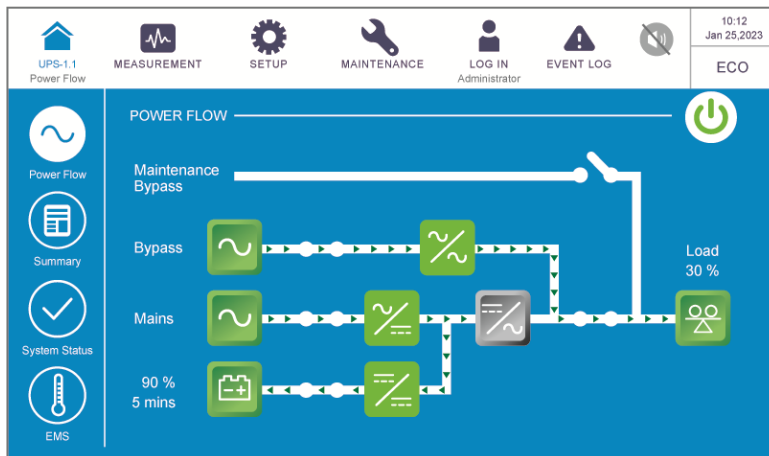 UPS-1.1
Power Flow
MEASUREMENT
SETUP
MAINTENANCE
LOG IN
Administrator
EVENT LOG
10:12
Jan 25,2023
ECO
Power Flow
Summary
System Status
EMS
POWER FLOW
Maintenance
Bypass
Bypass
Mains
90 %
5 mins
Load
30 %